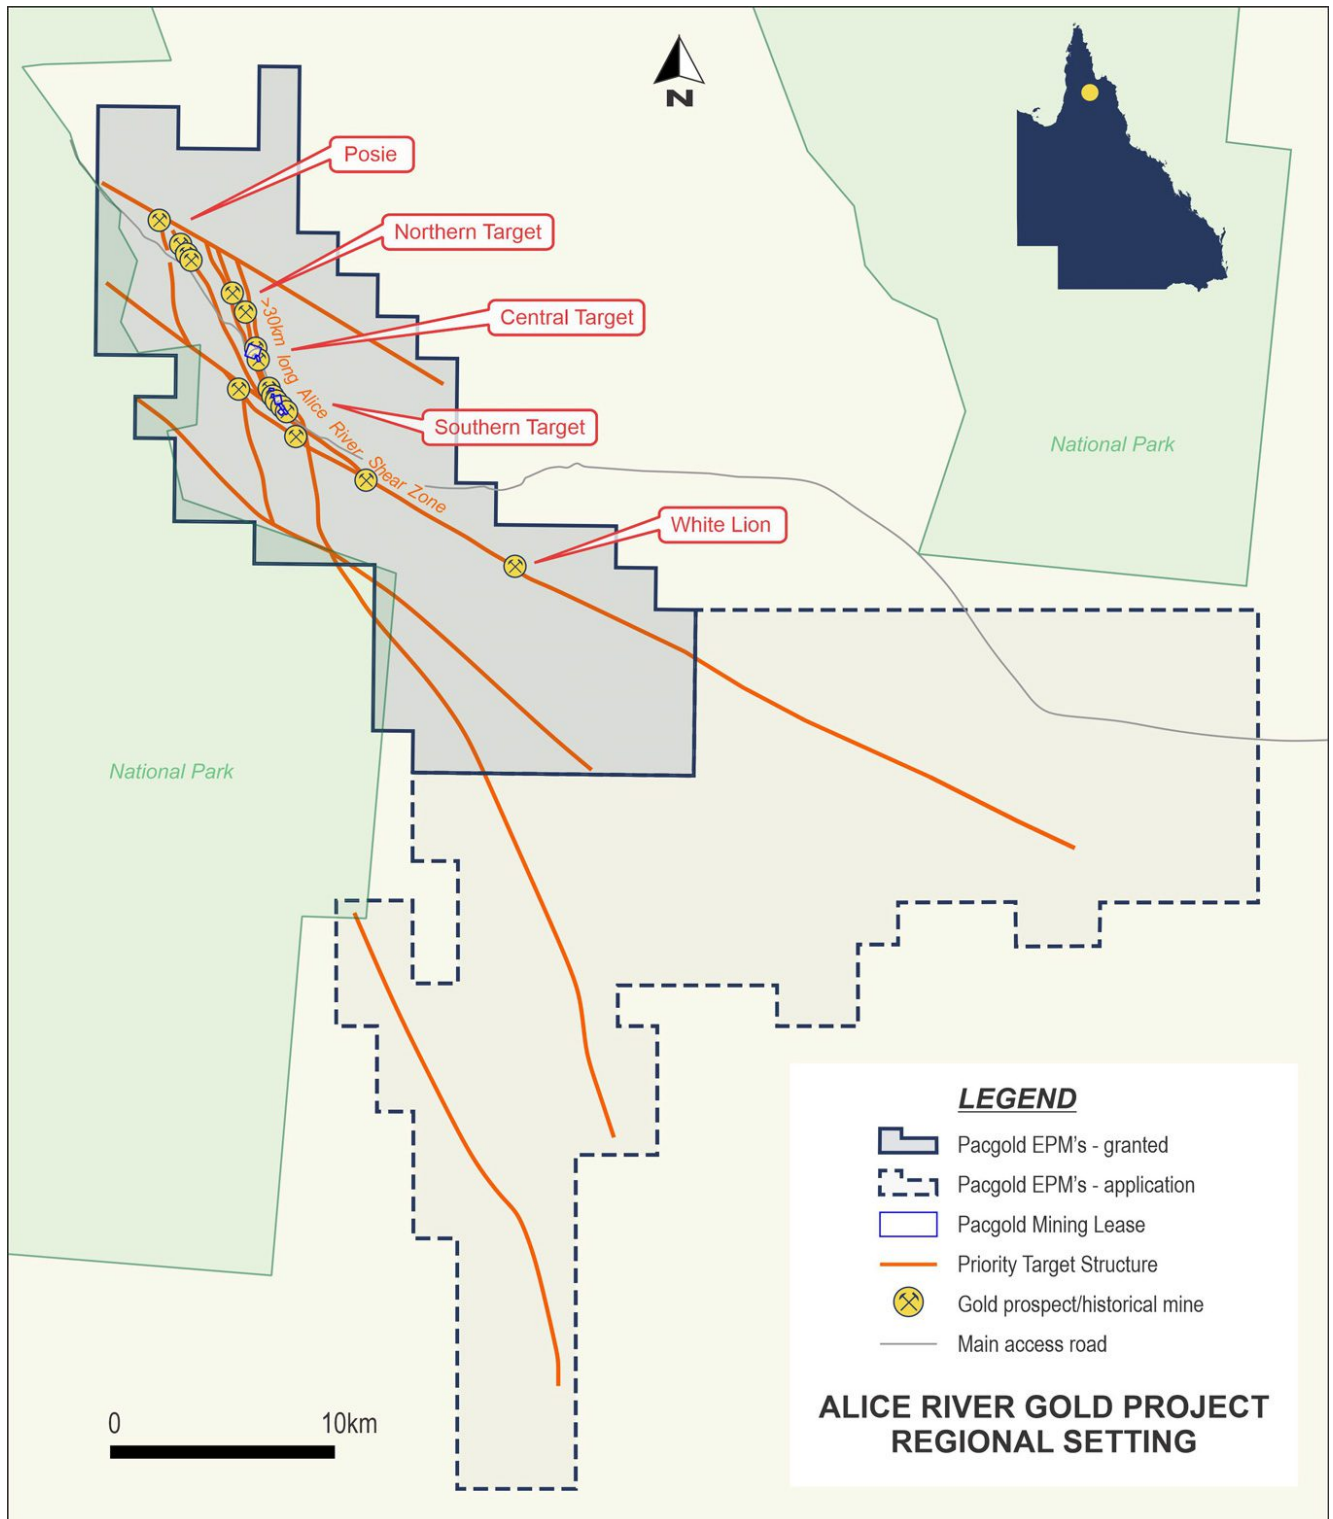 N
Posie
Northern Target
Central Target
>30km long Alice River Shear Zone
Southern Target
National Park
White Lion
National Park
LEGEND
Pacgold EPM's - granted
Pacgold EPM's - application
Pacgold Mining Lease
Priority Target Structure
Gold prospect/historical mine
Main access road
0 10km
ALICE RIVER GOLD PROJECT
REGIONAL SETTING